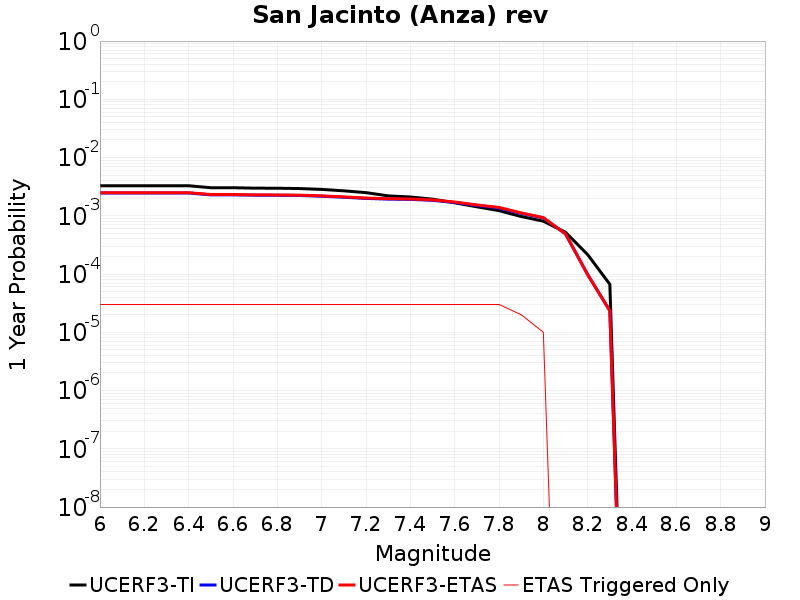 San Jacinto (Anza) rev
1 Year Probability
10^0
10^-1
10^-2
10^-3
10^-4
10^-5
10^-6
10^-7
10^-8
6 6.2 6.4 6.6 6.8 7 7.2 7.4 7.6 7.8 8 8.2 8.4 8.6 8.8 9
Magnitude
UCERF3-TI UCERF3-TD UCERF3-ETAS ETAS Triggered Only